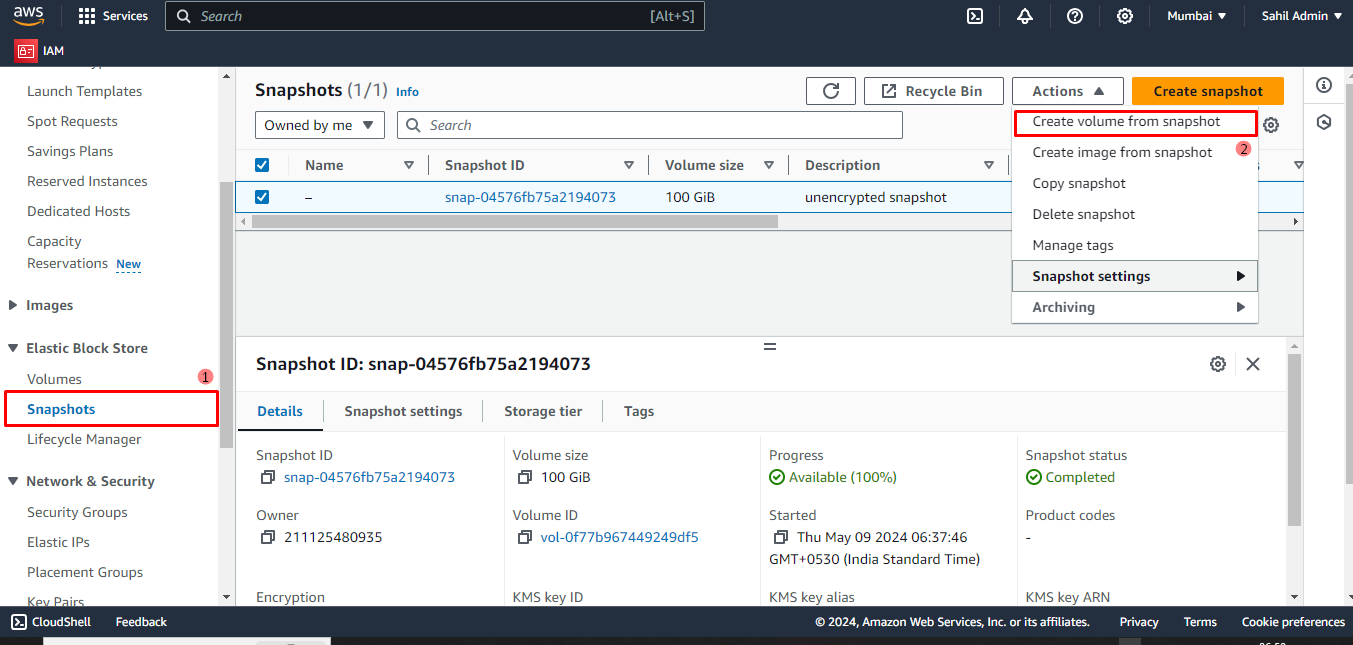 aws
Services
Search
[Alt+S]
Mumbai
Sahil Admin
IAM
Launch Templates
Spot Requests
Savings Plans
Reserved Instances
Dedicated Hosts
Capacity
Reservations New
Images
Elastic Block Store
Volumes
1
Snapshots
Lifecycle Manager
Network & Security
Security Groups
Elastic IPs
Placement Groups
Key Pairs
Snapshots (1/1) Info
Recycle Bin
Actions
Create snapshot
Owned by me
Search
Name
Snapshot ID
Volume size
Description
–
snap-04576fb75a2194073
100 GiB
unencrypted snapshot
Create volume from snapshot
Create image from snapshot
2
Copy snapshot
Delete snapshot
Manage tags
Snapshot settings
Archiving
Snapshot ID: snap-04576fb75a2194073
Details
Snapshot settings
Storage tier
Tags
Snapshot ID
snap-04576fb75a2194073
Volume size
100 GiB
Progress
Available (100%)
Snapshot status
Completed
Owner
211125480935
Volume ID
vol-0f77b967449249df5
Started
Thu May 09 2024 06:37:46
GMT+0530 (India Standard Time)
Product codes
-
Encryption
KMS key ID
KMS key alias
KMS key ARN
CloudShell
Feedback
© 2024, Amazon Web Services, Inc. or its affiliates.
Privacy
Terms
Cookie preferences